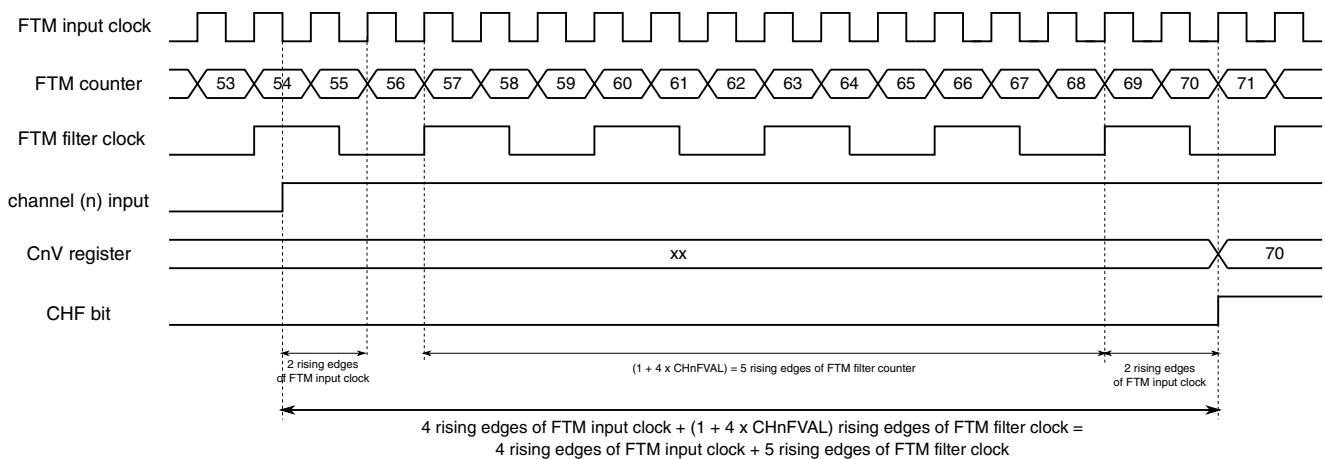 FTM input clock
FTM counter
53 54 55 56 57 58 59 60 61 62 63 64 65 66 67 68 69 70 71
FTM filter clock
channel (n) input
CnV register
xx
70
CHF bit
2 rising edges
of FTM input clock
(1 + 4 x CHnFVAL) = 5 rising edges of FTM filter counter
2 rising edges
of FTM input clock
4 rising edges of FTM input clock + (1 + 4 x CHnFVAL) rising edges of FTM filter clock =
4 rising edges of FTM input clock + 5 rising edges of FTM filter clock